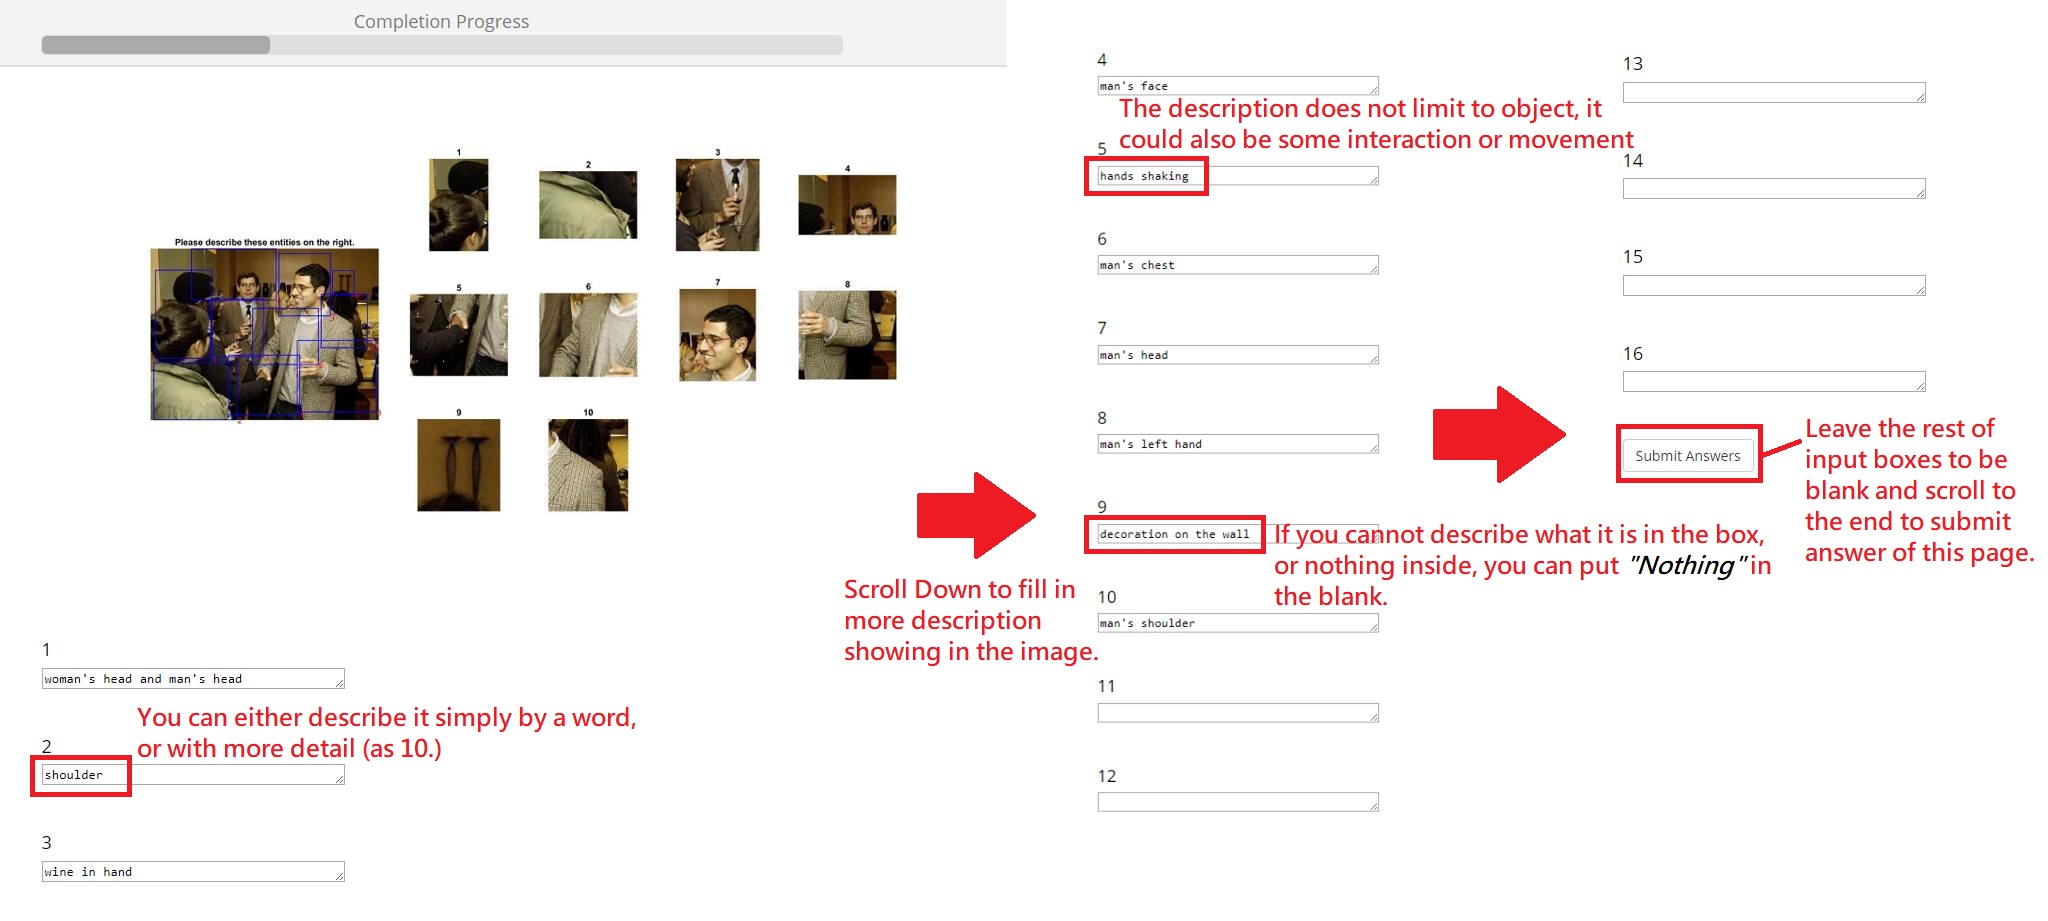 Completion Progress
Please describe these entities on the right.
1
2
3
4
5
6
7
8
9
10
1
woman's head and man's head
You can either describe it simply by a word,
or with more detail (as 10.)
2
shoulder
3
wine in hand
Scroll Down to fill in
more description
showing in the image.
4
man's face
The description does not limit to object, it
could also be some interaction or movement
5
hands shaking
6
man's chest
7
man's head
8
man's left hand
9
decoration on the wall
If you cannot describe what it is in the box,
or nothing inside, you can put "Nothing" in
the blank.
10
man's shoulder
11
12
13
14
15
16
Submit Answers
Leave the rest of
input boxes to be
blank and scroll to
the end to submit
answer of this page.